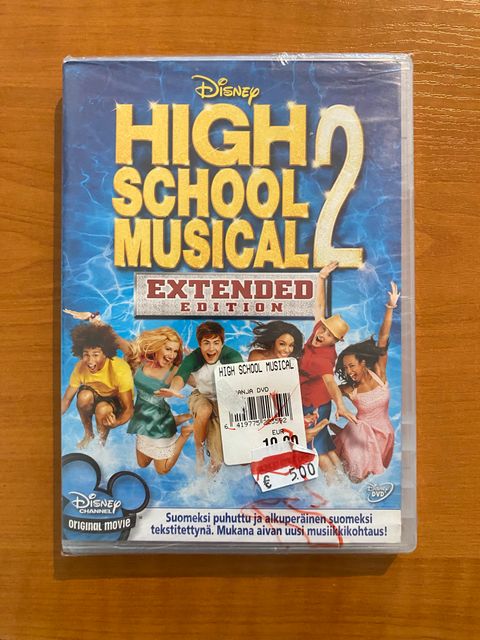 Disney
HIGH
SCHOOL
MUSICAL 2
EXTENDED
EDITION
HIGH SCHOOL MUSICAL
ANJA DVD
EUR
€ 5.00
Disney
CHANNEL
ORIGINAL MOVIE
Disney
DVD
Suomeksi puhuttu ja alkuperäinen suomeksi
tekstitettynä. Mukana aivan uusi musiikkikohtaus!